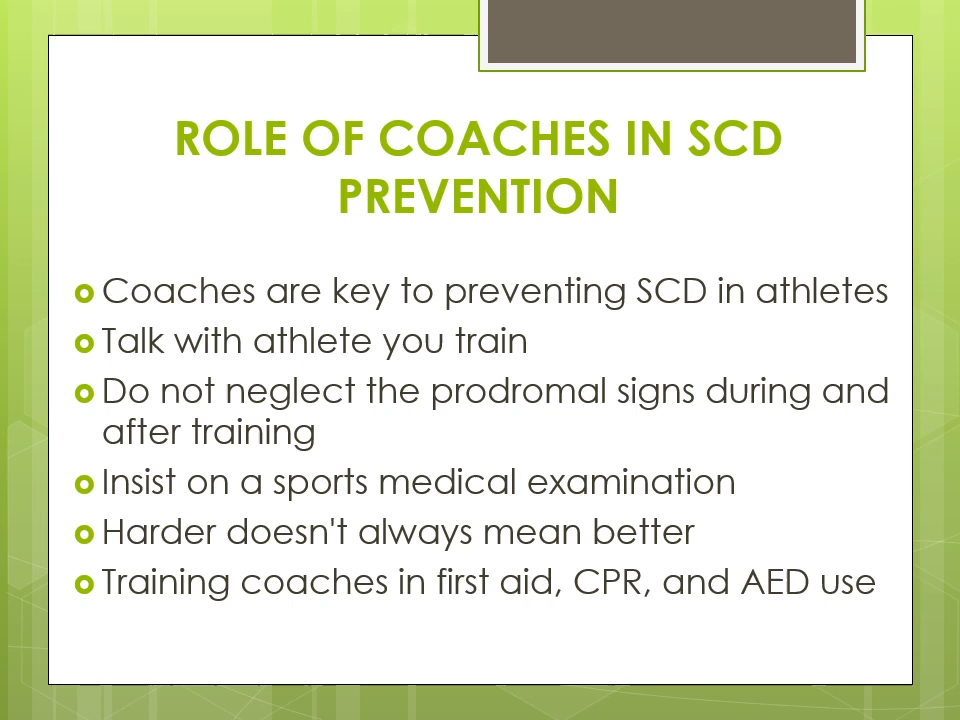 ROLE OF COACHES IN SCD
PREVENTION
Coaches are key to preventing SCD in athletes
Talk with athlete you train
Do not neglect the prodromal signs during and
after training
Insist on a sports medical examination
Harder doesn't always mean better
Training coaches in first aid, CPR, and AED use